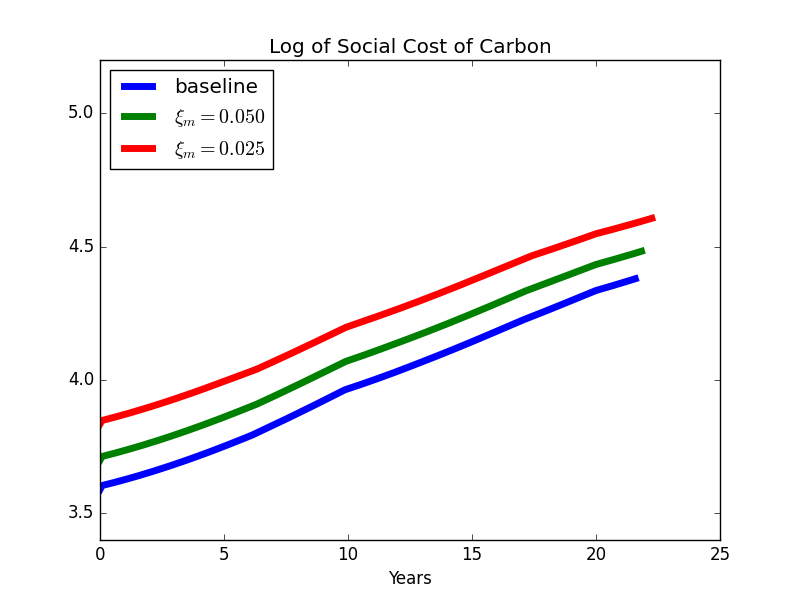 Log of Social Cost of Carbon
baseline
ξₘ = 0.050
ξₘ = 0.025
5.0
4.5
4.0
3.5
0 5 10 15 20 25
Years